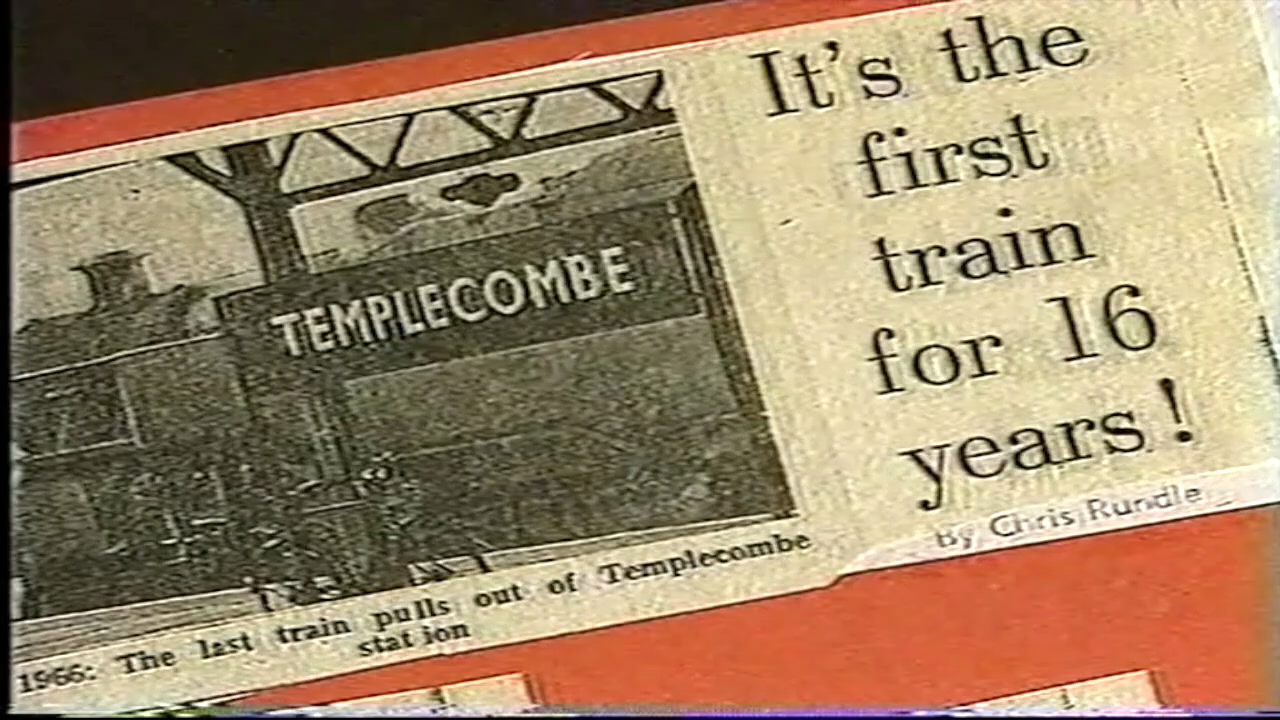 TEMPLECOMBE
1966: The last train pulls out of Templecombe
station
It's the
first
train
for 16
years!
By Chris Rundle